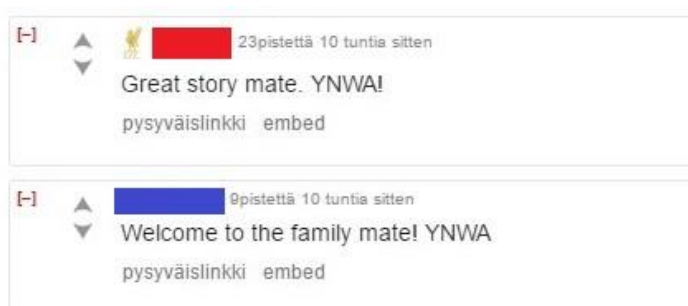 [–] 23pistettä 10 tuntia sitten
Great story mate. YNWA!
pysyväislinkki embed
[–] 9pistettä 10 tuntia sitten
Welcome to the family mate! YNWA
pysyväislinkki embed